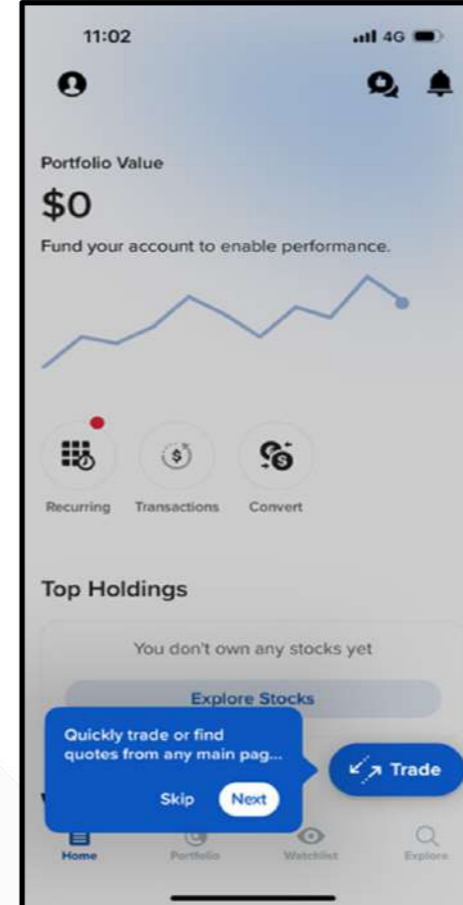 11:02
4G
Portfolio Value
$0
Fund your account to enable performance.
Recurring
Transactions
Convert
Top Holdings
You don't own any stocks yet
Explore Stocks
Quickly trade or find
quotes from any main pag...
Skip
Next
Trade
Home
Portfolio
Watchlist
Explore